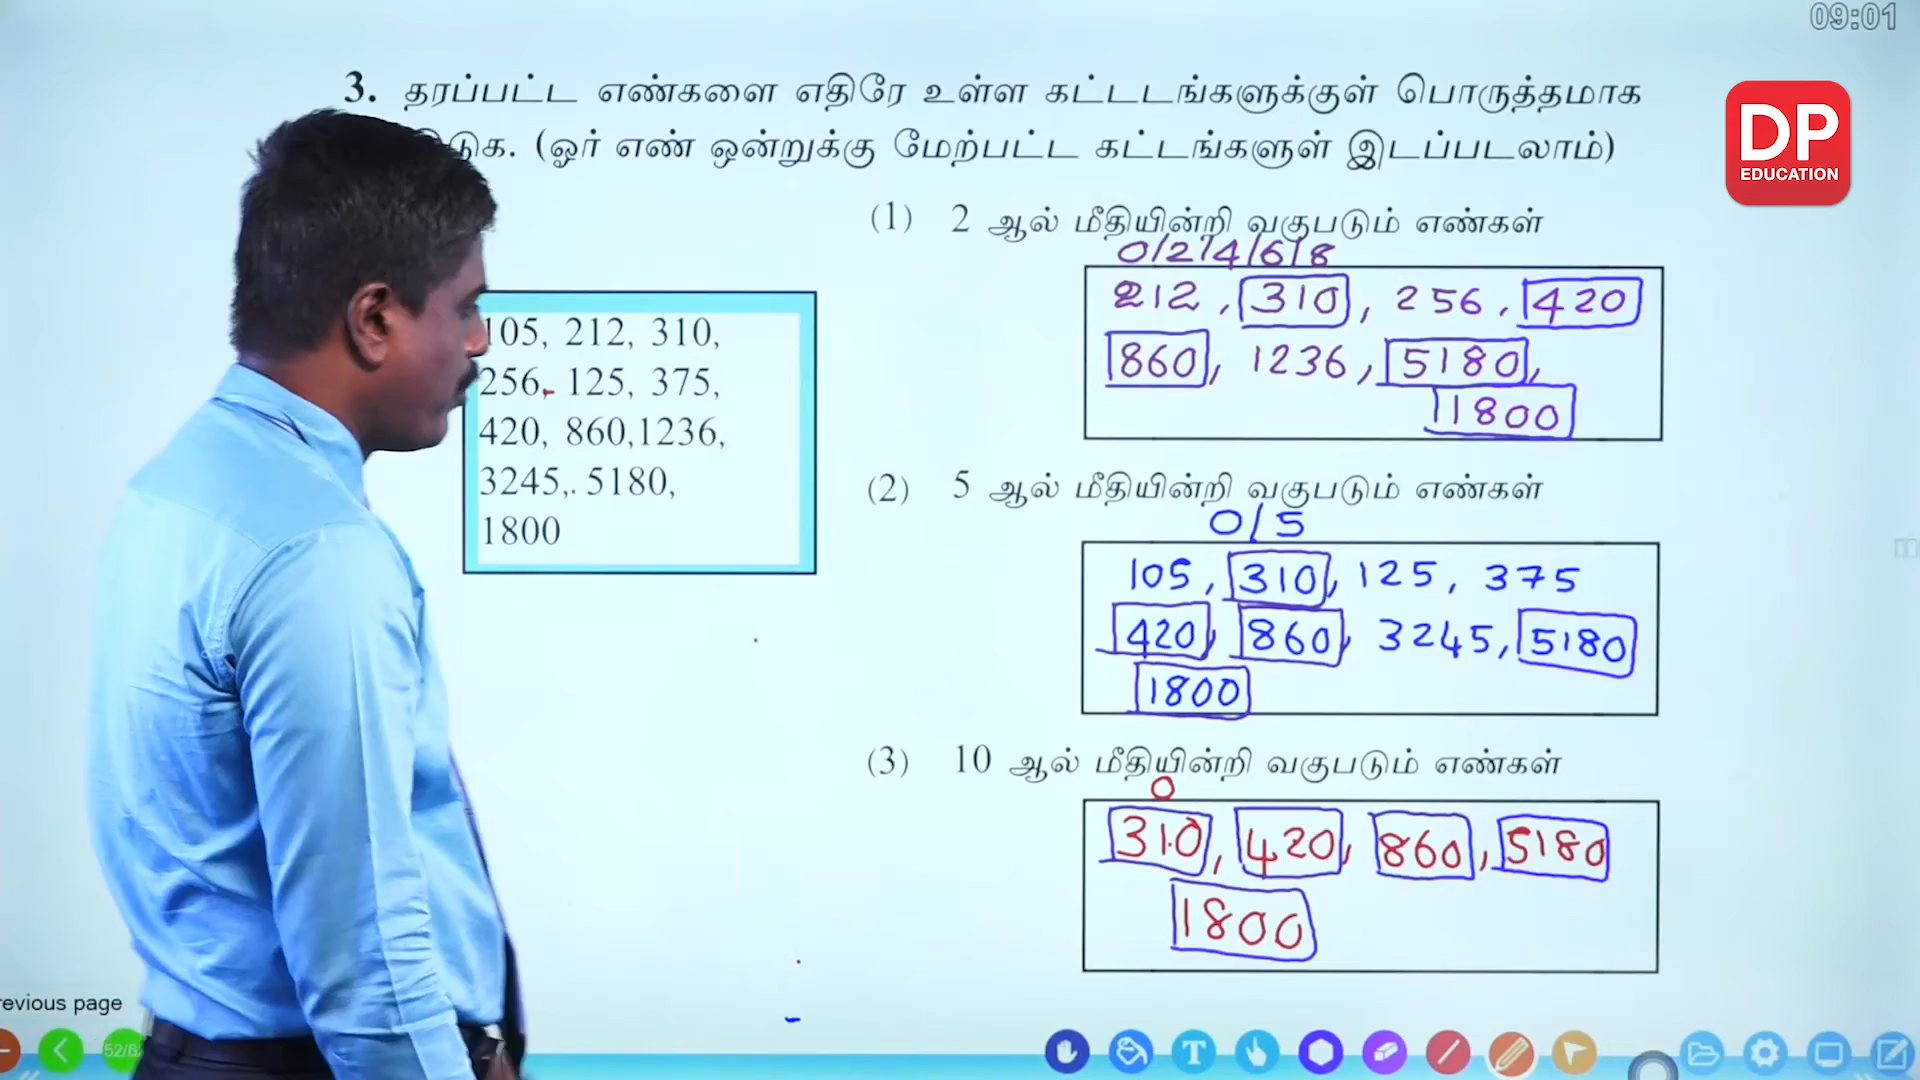 09:01
3. தரப்பட்ட எண்களை எதிரே உள்ள கட்டடங்களுக்குள் பொருத்தமாக
(ஓர் எண் ஒன்றுக்கு மேற்பட்ட கட்டங்களுள் இடப்படலாம்)
DP
EDUCATION
105, 212, 310,
256, 125, 375,
420, 860,1236,
3245,. 5180,
1800
(1) 2 ஆல் மீதியின்றி வகுபடும் எண்கள்
0/2/4/6/8
212, 310, 256, 420
860, 1236, 5180,
1800
(2) 5 ஆல் மீதியின்றி வகுபடும் எண்கள்
0/5
105, 310, 125, 375
420, 860, 3245, 5180
1800
(3) 10 ஆல் மீதியின்றி வகுபடும் எண்கள்
0
310, 420, 860, 5180
1800
page